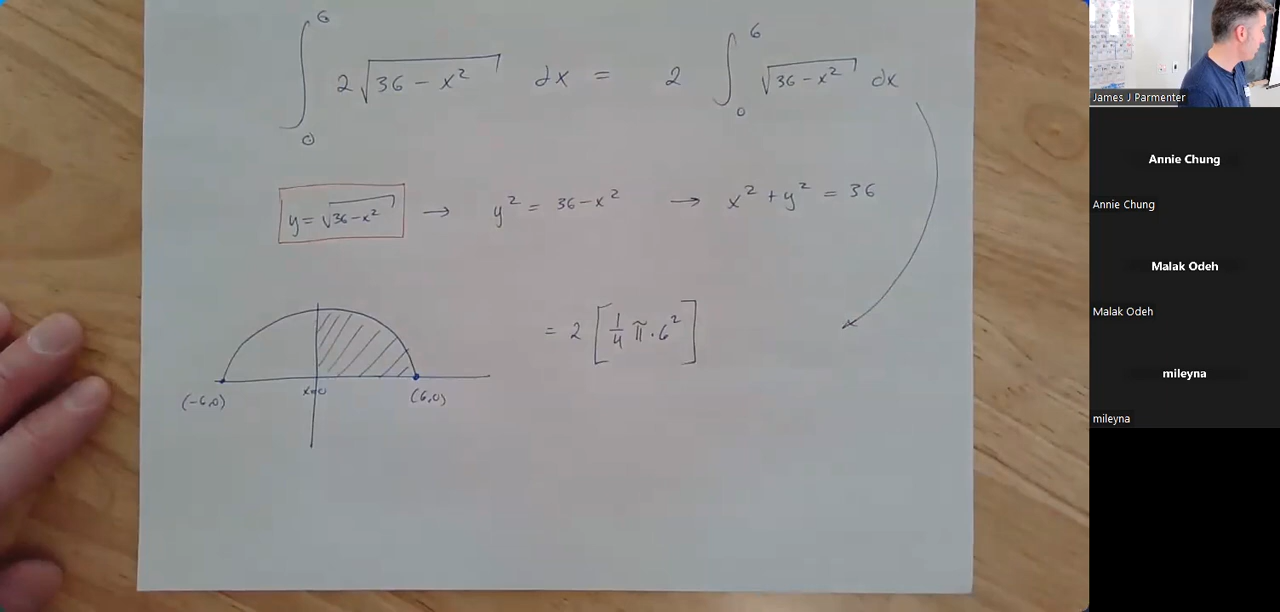 ∫₀⁶ 2√(36 - x²) dx = 2 ∫₀⁶ √(36 - x²) dx
y = √(36 - x²) → y² = 36 - x² → x² + y² = 36
= 2 [ 1/4 π · 6² ]
(-6,0) x=0 (6,0)
James J Parmenter
Annie Chung
Annie Chung
Malak Odeh
Malak Odeh
mileyna
mileyna